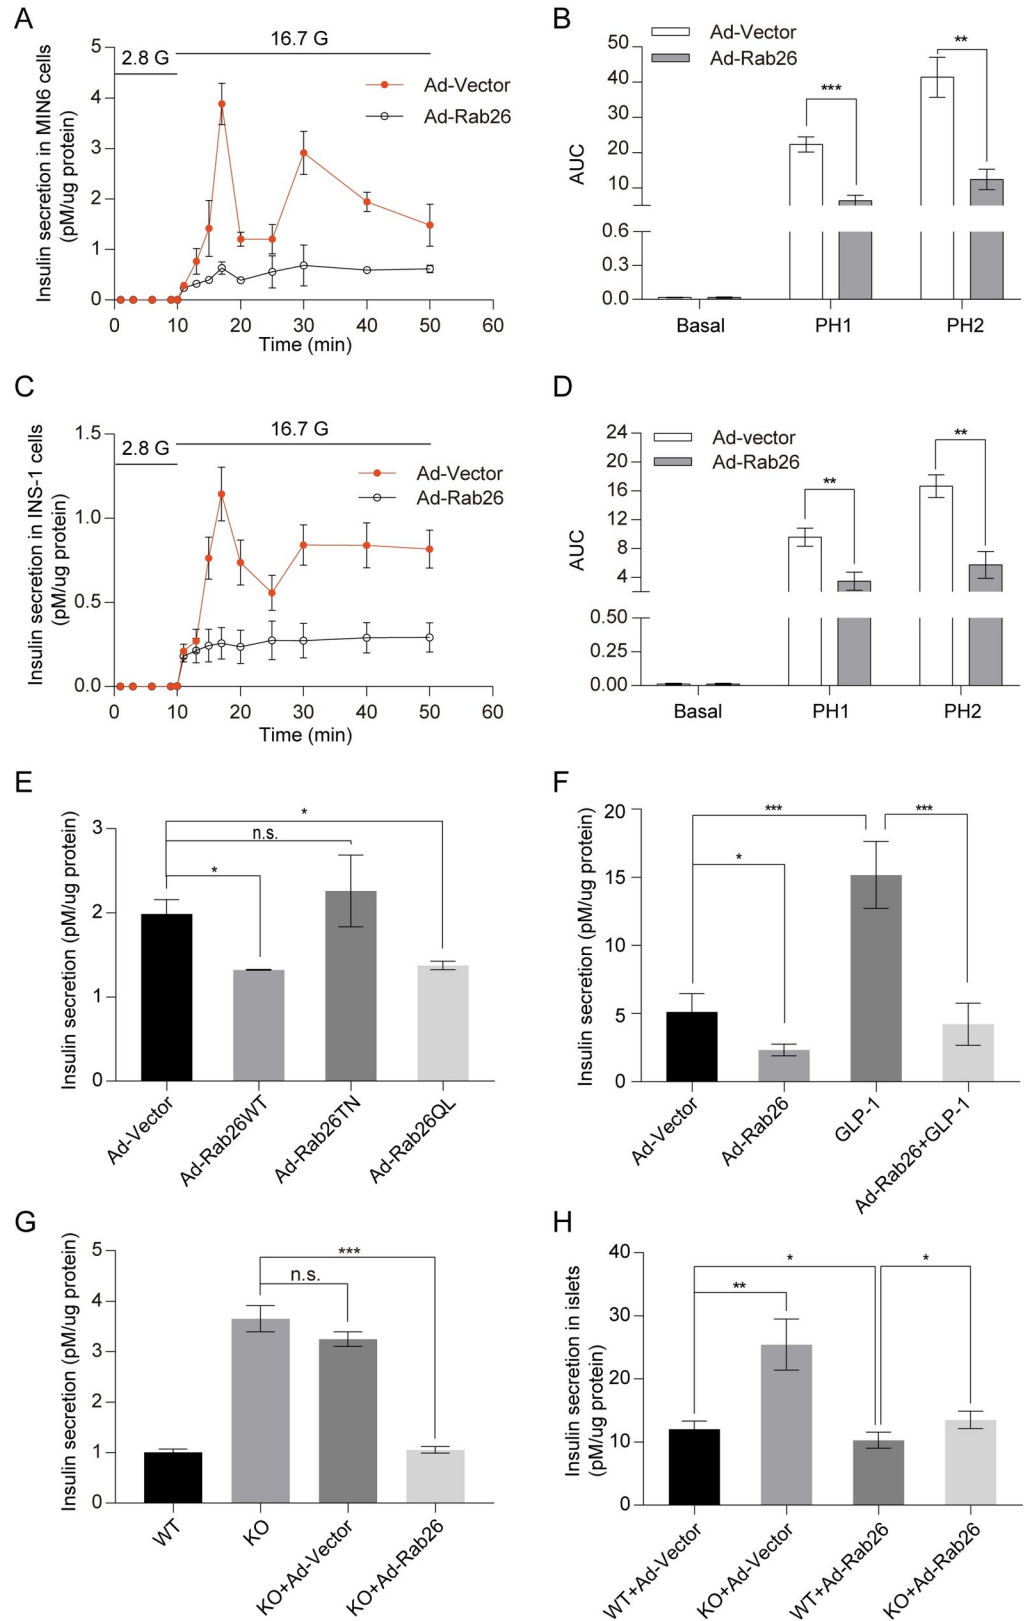 A
16.7 G
2.8 G
Insulin secretion in MIN6 cells
(pM/ug protein)
5
4
3
2
1
0
Ad-Vector
Ad-Rab26
0 10 20 30 40 50 60
Time (min)
B
Ad-Vector
Ad-Rab26
AUC
50
40
30
20
10
0.6
0.3
0.0
***
**
Basal PH1 PH2
C
16.7 G
2.8 G
Insulin secretion in INS-1 cells
(pM/ug protein)
1.5
1.0
0.5
0.0
Ad-Vector
Ad-Rab26
0 10 20 30 40 50 60
Time (min)
D
Ad-vector
Ad-Rab26
AUC
24
20
16
12
8
4
0.50
0.25
0.00
**
**
Basal PH1 PH2
E
Insulin secretion (pM/ug protein)
3
2
1
0
*
n.s.
*
Ad-Vector
Ad-Rab26WT
Ad-Rab26TN
Ad-Rab26QL
F
Insulin secretion (pM/ug protein)
20
15
10
5
0
*** ***
*
Ad-Vector
Ad-Rab26
GLP-1
Ad-Rab26+GLP-1
G
Insulin secretion (pM/ug protein)
5
4
3
2
1
0
***
n.s.
WT
KO
KO+Ad-Vector
KO+Ad-Rab26
H
Insulin secretion in islets
(pM/ug protein)
40
30
20
10
0
* *
**
WT+Ad-Vector
KO+Ad-Vector
WT+Ad-Rab26
KO+Ad-Rab26